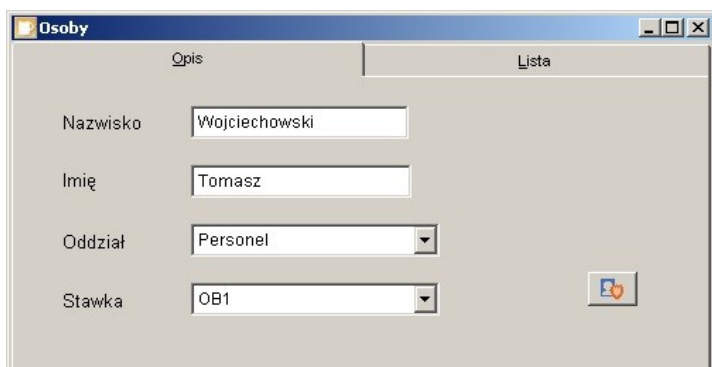 Osoby
Opis Lista
Nazwisko Wojciechowski
Imię Tomasz
Oddział Personel
Stawka OB1